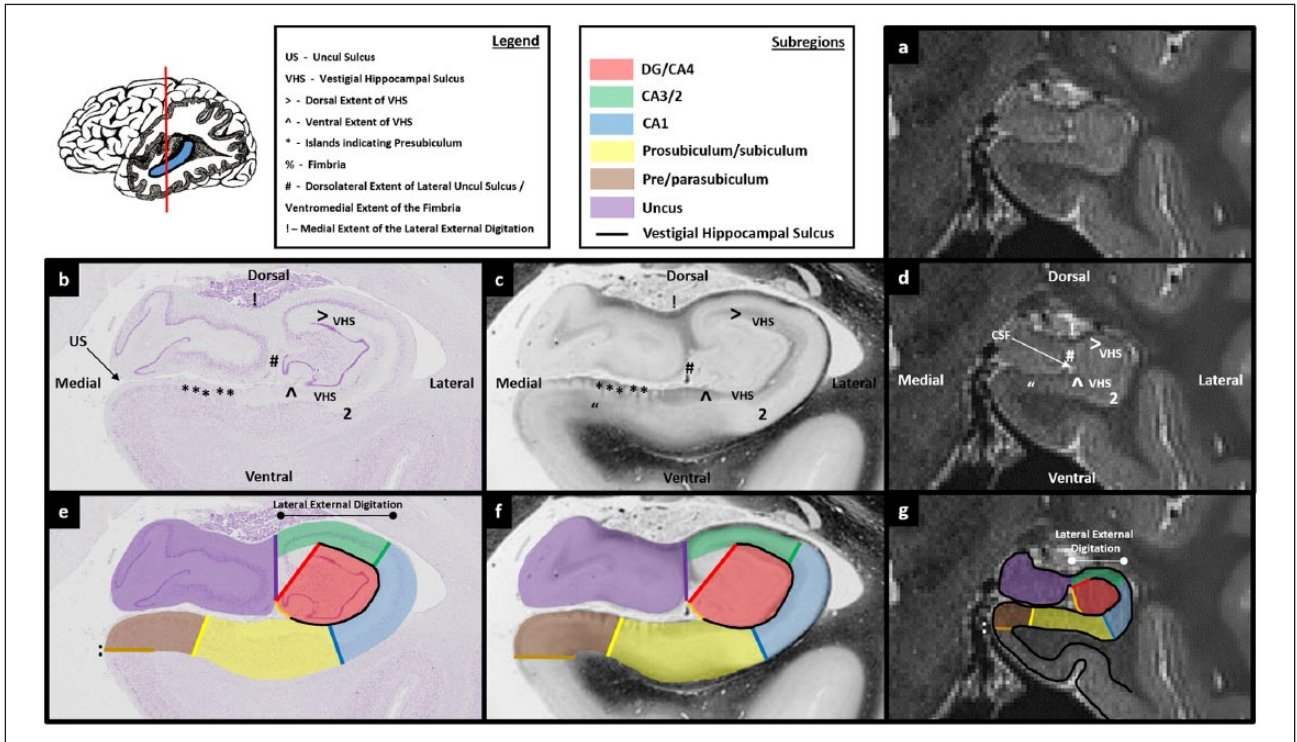 Legend
US - Uncul Sulcus
VHS - Vestigial Hippocampal Sulcus
> - Dorsal Extent of VHS
^ - Ventral Extent of VHS
* - Islands indicating Presubiculum
% - Fimbria
# - Dorsolateral Extent of Lateral Uncul Sulcus /
Ventromedial Extent of the Fimbria
! – Medial Extent of the Lateral External Digitation
Subregions
DG/CA4
CA3/2
CA1
Prosubiculum/subiculum
Pre/parasubiculum
Uncus
Vestigial Hippocampal Sulcus
a
b
Dorsal
!
> VHS
US
#
Medial
* * * * *
Lateral
^ VHS
2
Ventral
c
Dorsal
!
> VHS
#
Medial
* * * * *
Lateral
“ ^ VHS
2
Ventral
d
Dorsal
!
CSF
> VHS
#
Medial
“ ^ VHS
Lateral
2
Ventral
e
Lateral External Digitation
:
f
g
Lateral External
Digitation
: